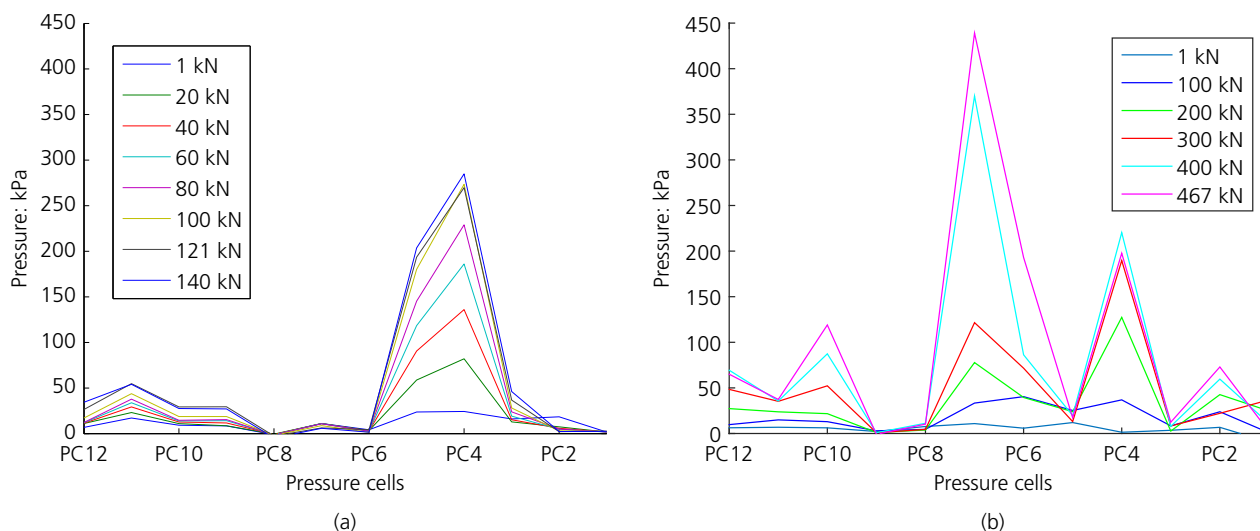 450
400
350
300
250
200
150
100
50
0
Pressure: kPa
1 kN
20 kN
40 kN
60 kN
80 kN
100 kN
121 kN
140 kN
PC12 PC10 PC8 PC6 PC4 PC2
Pressure cells
(a)
450
400
350
300
250
200
150
100
50
0
Pressure: kPa
1 kN
100 kN
200 kN
300 kN
400 kN
467 kN
PC12 PC10 PC8 PC6 PC4 PC2
Pressure cells
(b)